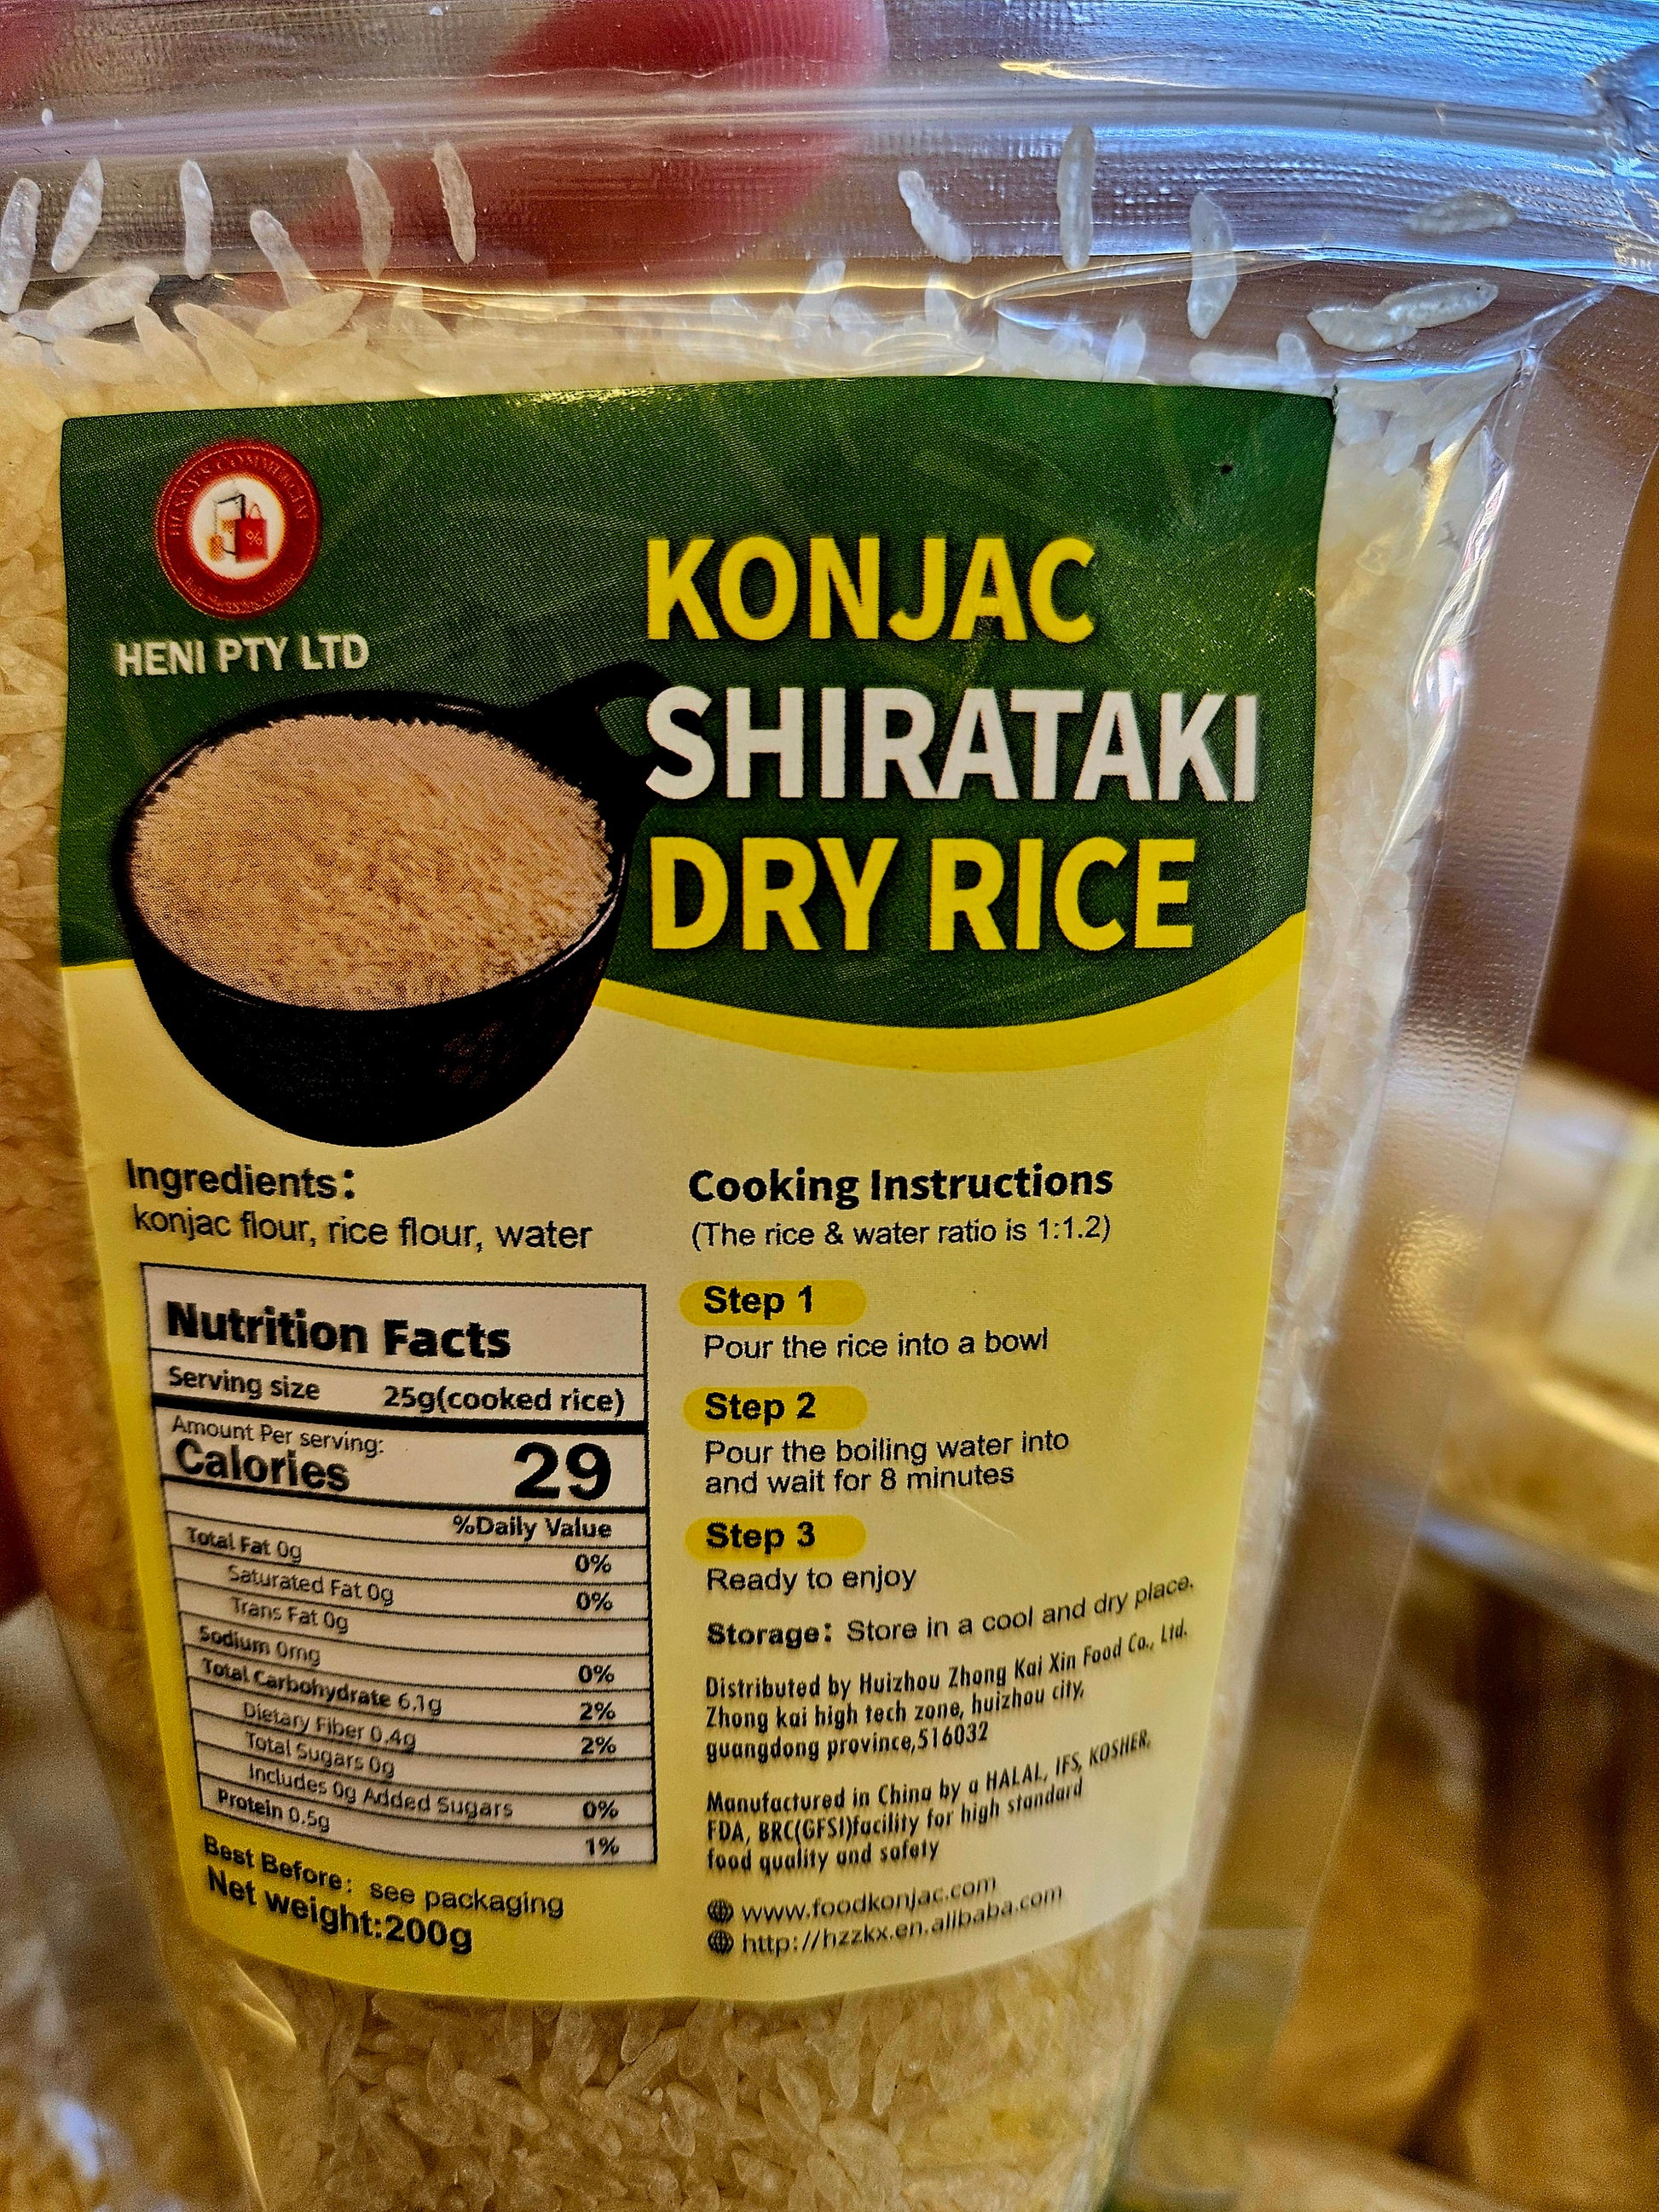 HENNY'S COMMERCIAL
%
HENI PTY LTD
KONJAC
SHIRATAKI
DRY RICE
Ingredients:
konjac flour, rice flour, water
Nutrition Facts
Serving size 25g(cooked rice)
Amount Per serving:
Calories 29
%Daily Value
Total Fat 0g 0%
Saturated Fat 0g 0%
Trans Fat 0g
Sodium 0mg 0%
Total Carbohydrate 6.1g 2%
Dietary Fiber 0.4g 2%
Total Sugars 0g
Includes 0g Added Sugars 0%
Protein 0.5g 1%
Best Before: see packaging
Net weight:200g
Cooking Instructions
(The rice & water ratio is 1:1.2)
Step 1
Pour the rice into a bowl
Step 2
Pour the boiling water into
and wait for 8 minutes
Step 3
Ready to enjoy
Storage: Store in a cool and dry place.
Distributed by Huizhou Zhong Kai Xin Food Co., Ltd.
Zhong kai high tech zone, huizhou city,
guangdong province,516032
Manufactured in China by a HALAL, IFS, KOSHER,
FDA, BRC(GFSI)facility for high standard
food quality and safety
www.foodkonjac.com
http://hzzkx.en.alibaba.com